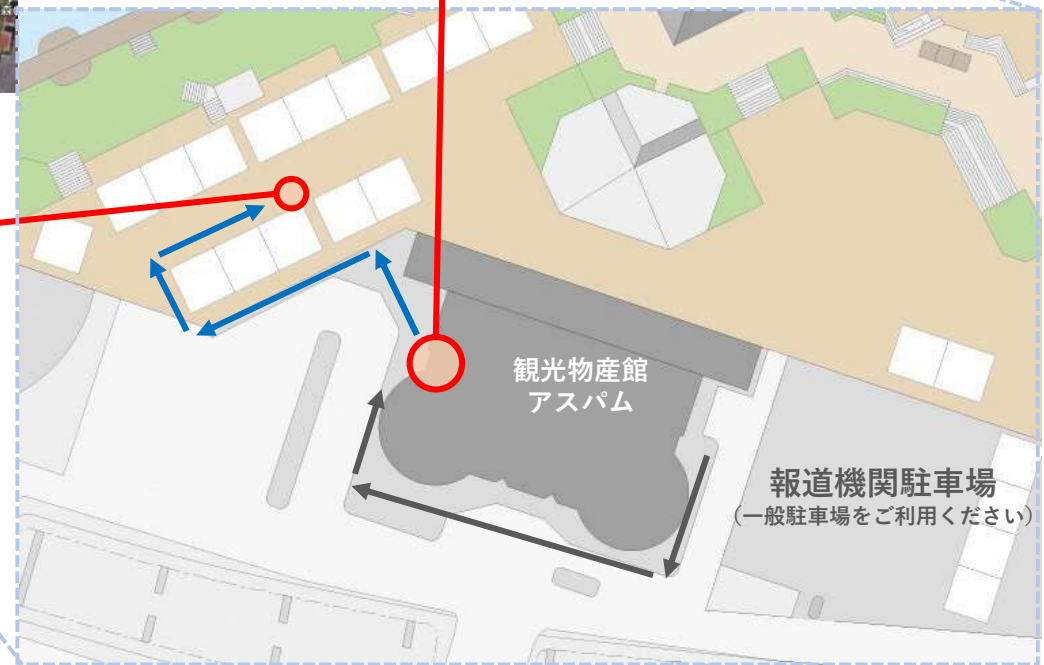 観光物産館
アスパム
報道機関駐車場
（一般駐車場をご利用ください）